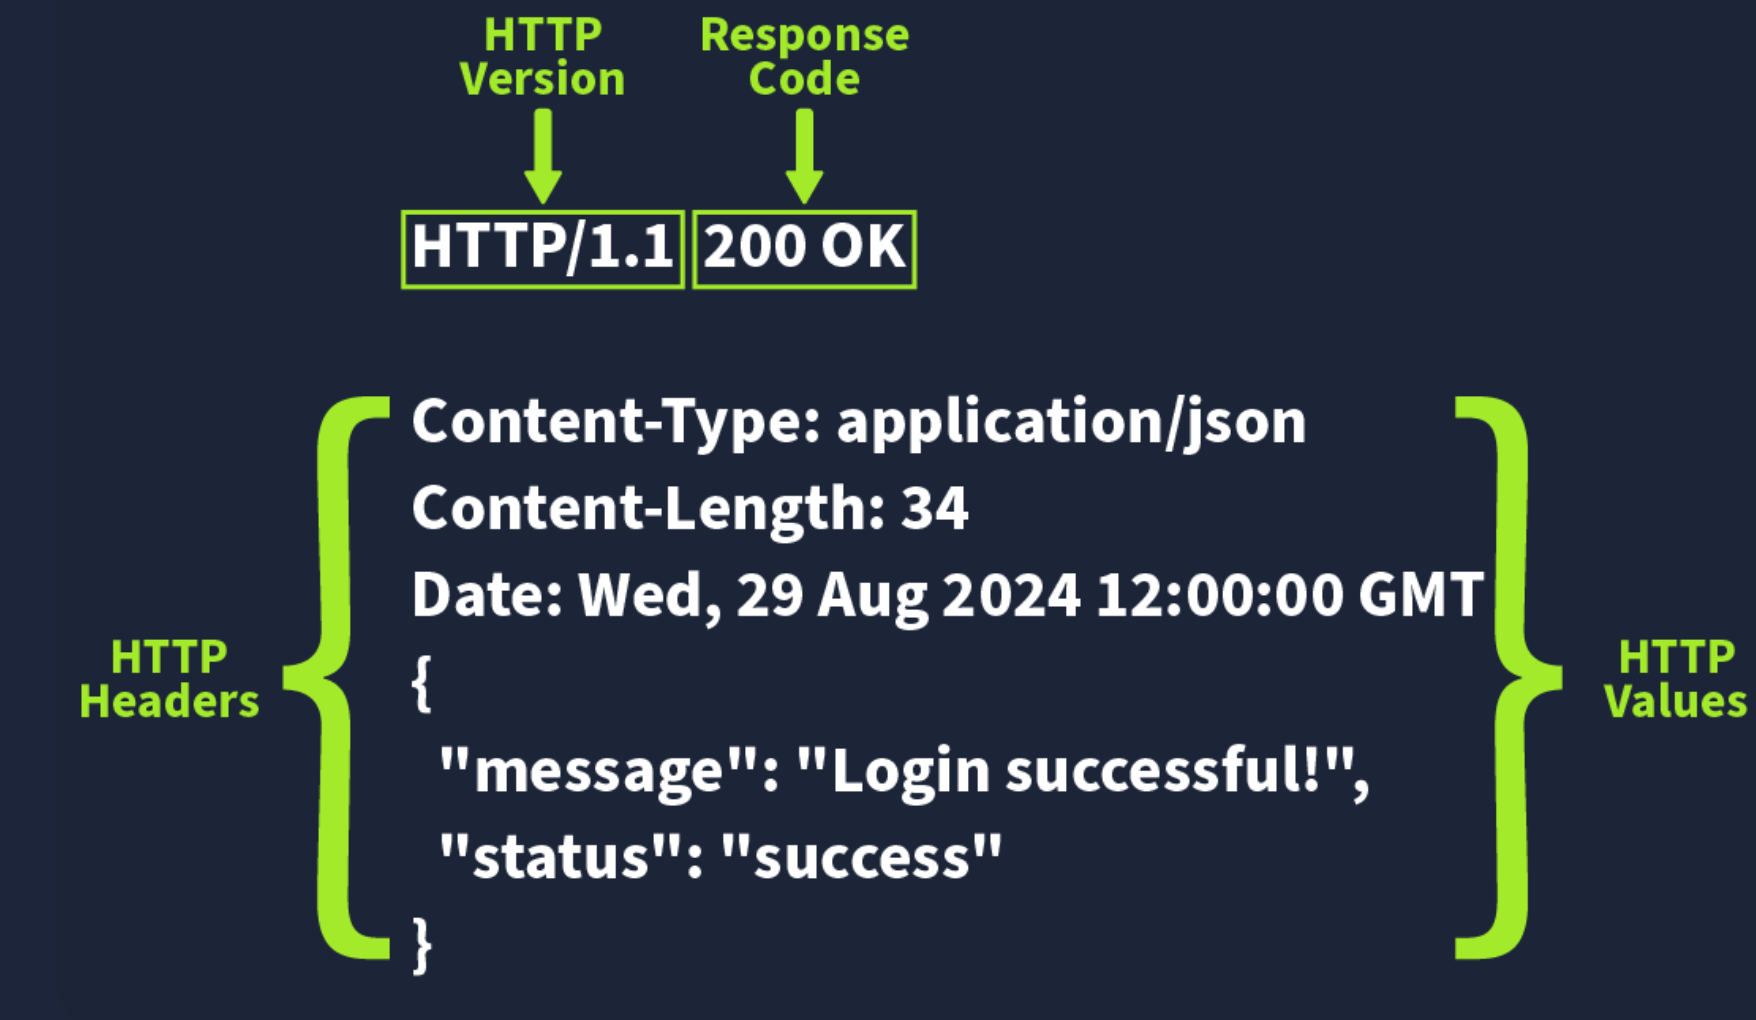 HTTP
Version
Response
Code
HTTP/1.1 200 OK
Content-Type: application/json
Content-Length: 34
Date: Wed, 29 Aug 2024 12:00:00 GMT
{
"message": "Login successful!",
"status": "success"
}
HTTP
Headers
HTTP
Values